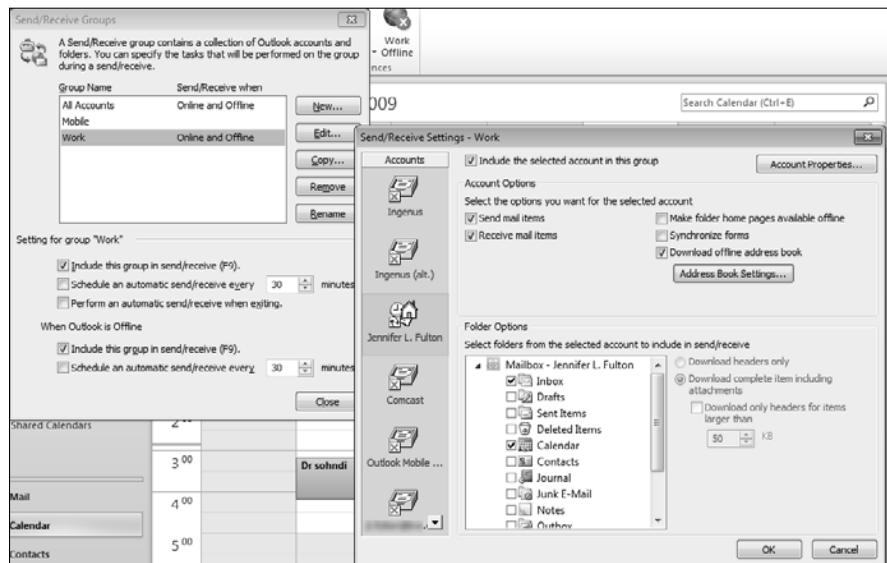 Send/Receive Groups
A Send/Receive group contains a collection of Outlook accounts and
folders. You can specify the tasks that will be performed on the group
during a send/receive.
Group Name Send/Receive when
All Accounts Online and Offline
Mobile
Work Online and Offline
New...
Edit...
Copy...
Remove
Rename
Setting for group "Work"
Include this group in send/receive (F9).
Schedule an automatic send/receive every 30 minutes
Perform an automatic send/receive when exiting.
When Outlook is Offline
Include this group in send/receive (F9).
Schedule an automatic send/receive every 30 minutes
Close
Work
Offline
nces
009
Search Calendar (Ctrl+E)
Send/Receive Settings - Work
Accounts
Ingenus
Ingenus (alt.)
Jennifer L. Fulton
Comcast
Outlook Mobile ...
Include the selected account in this group
Account Properties...
Account Options
Select the options you want for the selected account
Send mail items
Receive mail items
Make folder home pages available offline
Synchronize forms
Download offline address book
Address Book Settings...
Folder Options
Select folders from the selected account to include in send/receive
Mailbox - Jennifer L. Fulton
Inbox
Drafts
Sent Items
Deleted Items
Calendar
Contacts
Journal
Junk E-Mail
Notes
Outbox
Download headers only
Download complete item including
attachments
Download only headers for items
larger than
50 KB
OK
Cancel
Shared Calendars
Mail
Calendar
Contacts
3 00
Dr sohndi
4 00
5 00